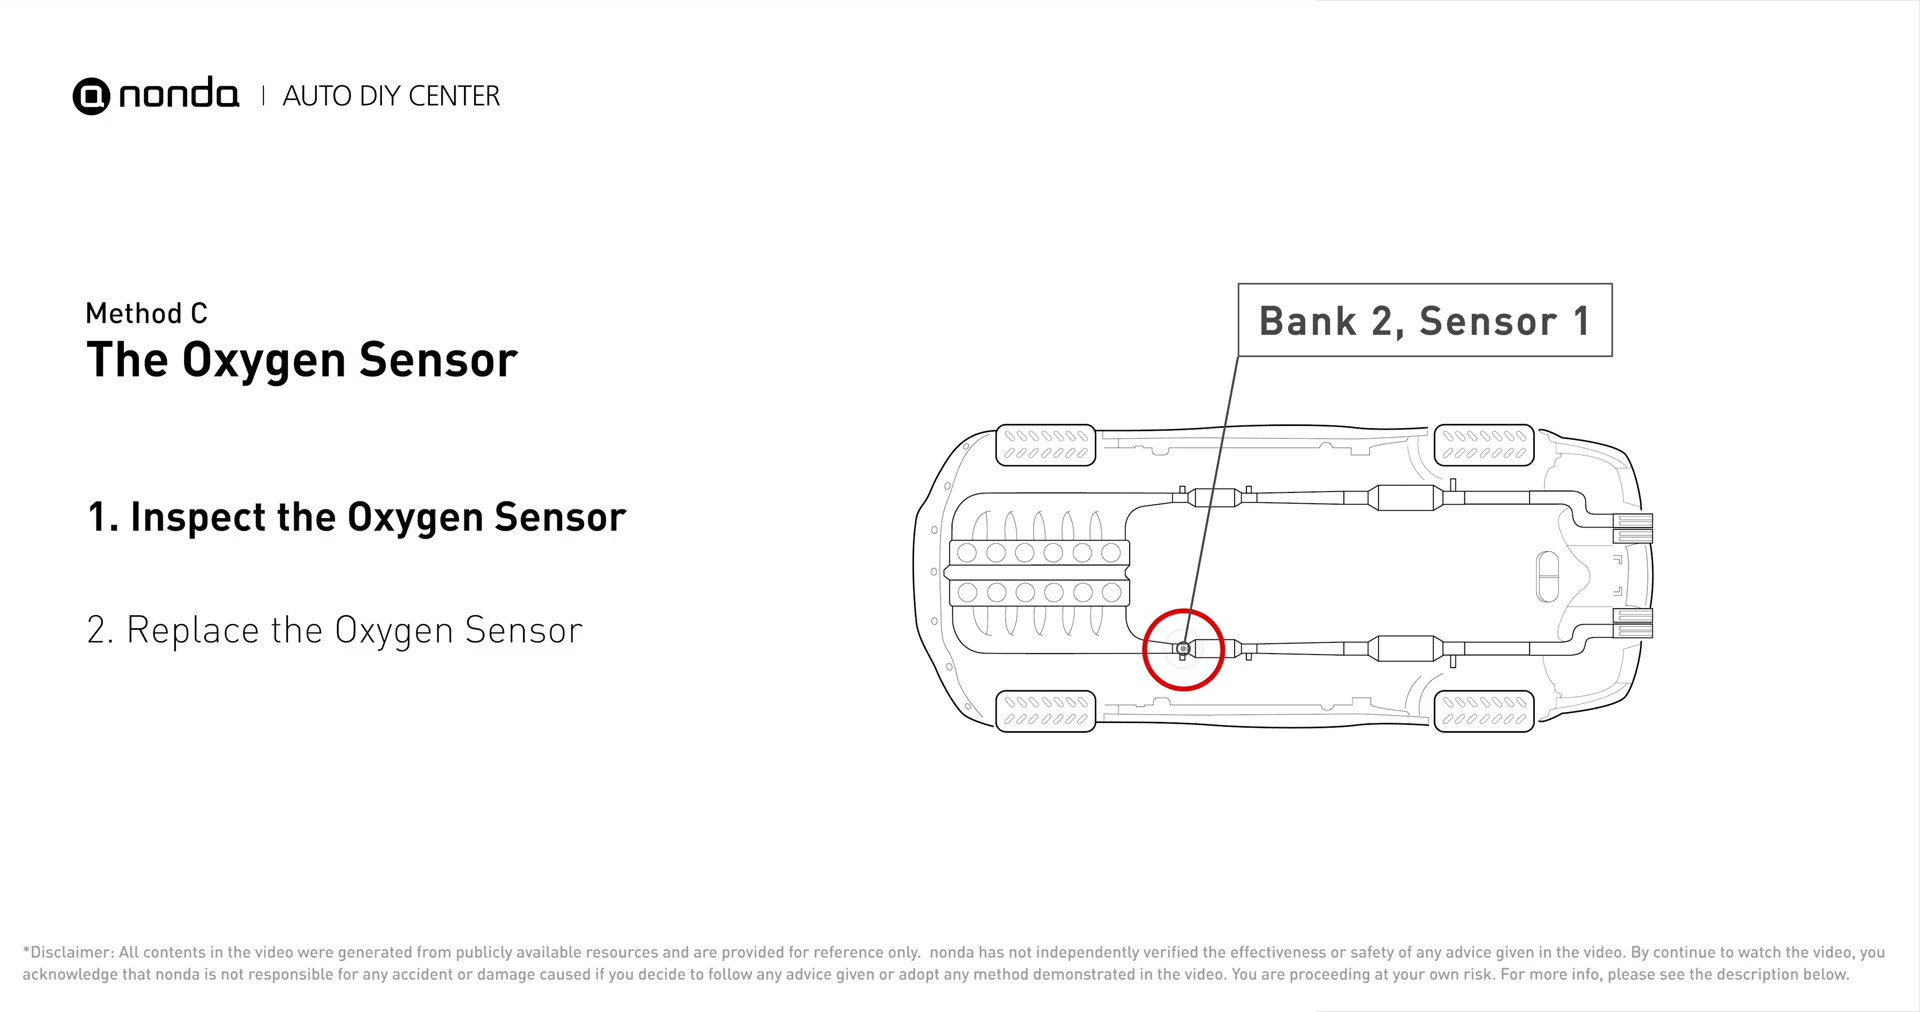 nonda | AUTO DIY CENTER
Bank 2, Sensor 1
Method C
The Oxygen Sensor
1. Inspect the Oxygen Sensor
2. Replace the Oxygen Sensor
*Disclaimer: All contents in the video were generated from publicly available resources and are provided for reference only. nonda has not independently verified the effectiveness or safety of any advice given in the video. By continue to watch the video, you
acknowledge that nonda is not responsible for any accident or damage caused if you decide to follow any advice given or adopt any method demonstrated in the video. You are proceeding at your own risk. For more info, please see the description below.